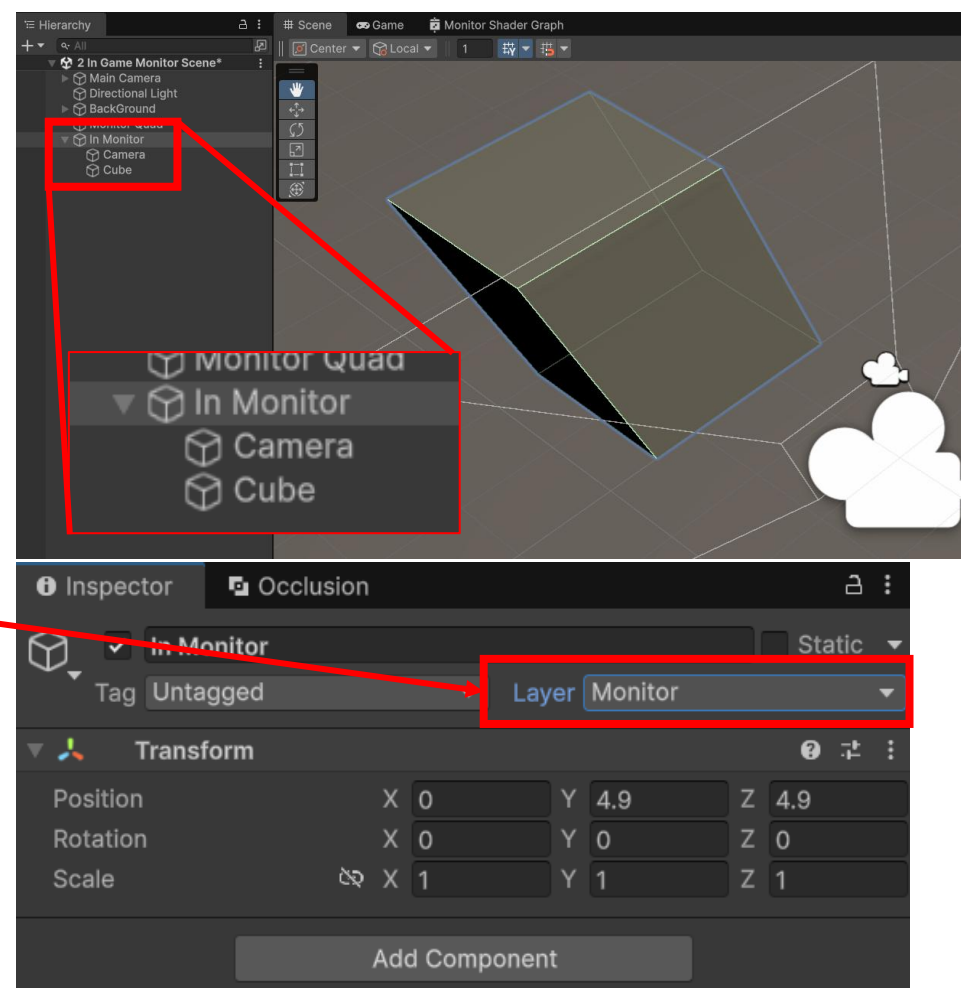 Hierarchy
# Scene
Game
Monitor Shader Graph
All
Center
Local
1
2 In Game Monitor Scene*
Main Camera
Directional Light
BackGround
Monitor Quad
In Monitor
Camera
Cube
Monitor Quad
In Monitor
Camera
Cube
Inspector
Occlusion
In Monitor
Static
Tag Untagged
Layer Monitor
Transform
Position X 0 Y 4.9 Z 4.9
Rotation X 0 Y 0 Z 0
Scale X 1 Y 1 Z 1
Add Component